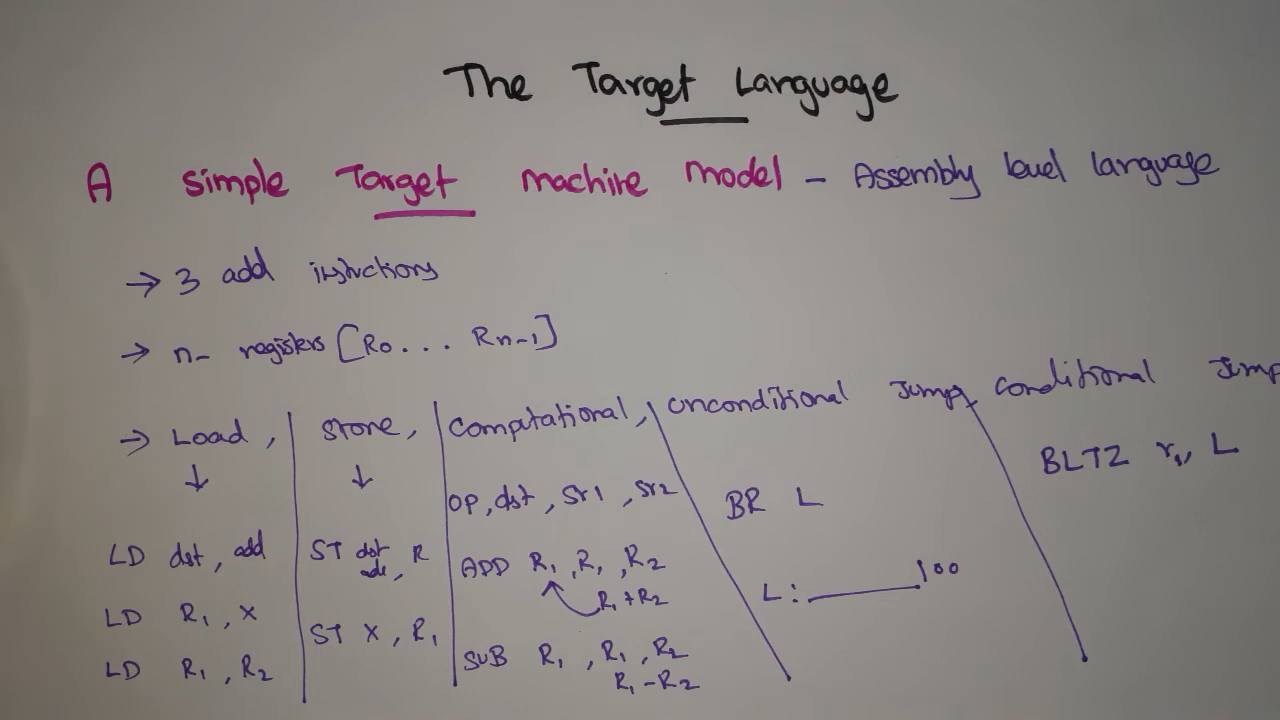 The Target Language
A simple Target machine model - Assembly level language
→ 3 add instructions
→ n- registers [R0... Rn-1]
→ Load, | store, | computational, | unconditional Jump, conditional Jump
↓ ↓
OP, dst, Sr1, Sr2
BR L
BLTZ r1, L
LD dst, add
ST dst, R
ADD R1, R1, R2
R1+R2
L: 100
LD R1, x
ST X, R1
SUB R1, R1, R2
R1-R2
LD R1, R2